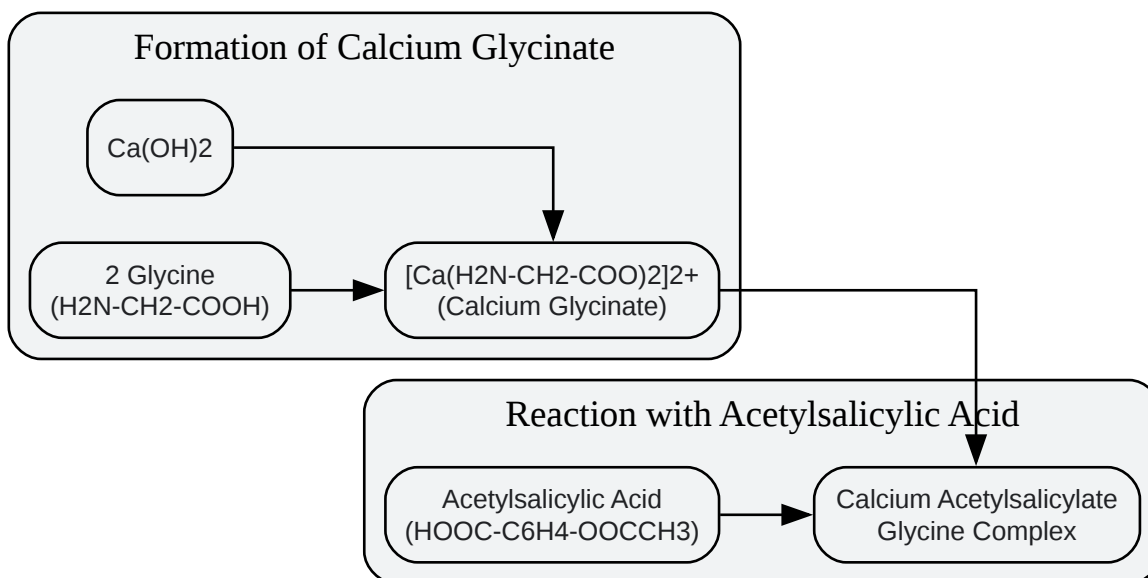 Formation of Calcium Glycinate
Ca(OH)2
2 Glycine
(H2N-CH2-COOH)
[Ca(H2N-CH2-COO)2]2+
(Calcium Glycinate)
Reaction with Acetylsalicylic Acid
Acetylsalicylic Acid
(HOOC-C6H4-OOCCH3)
Calcium Acetylsalicylate
Glycine Complex